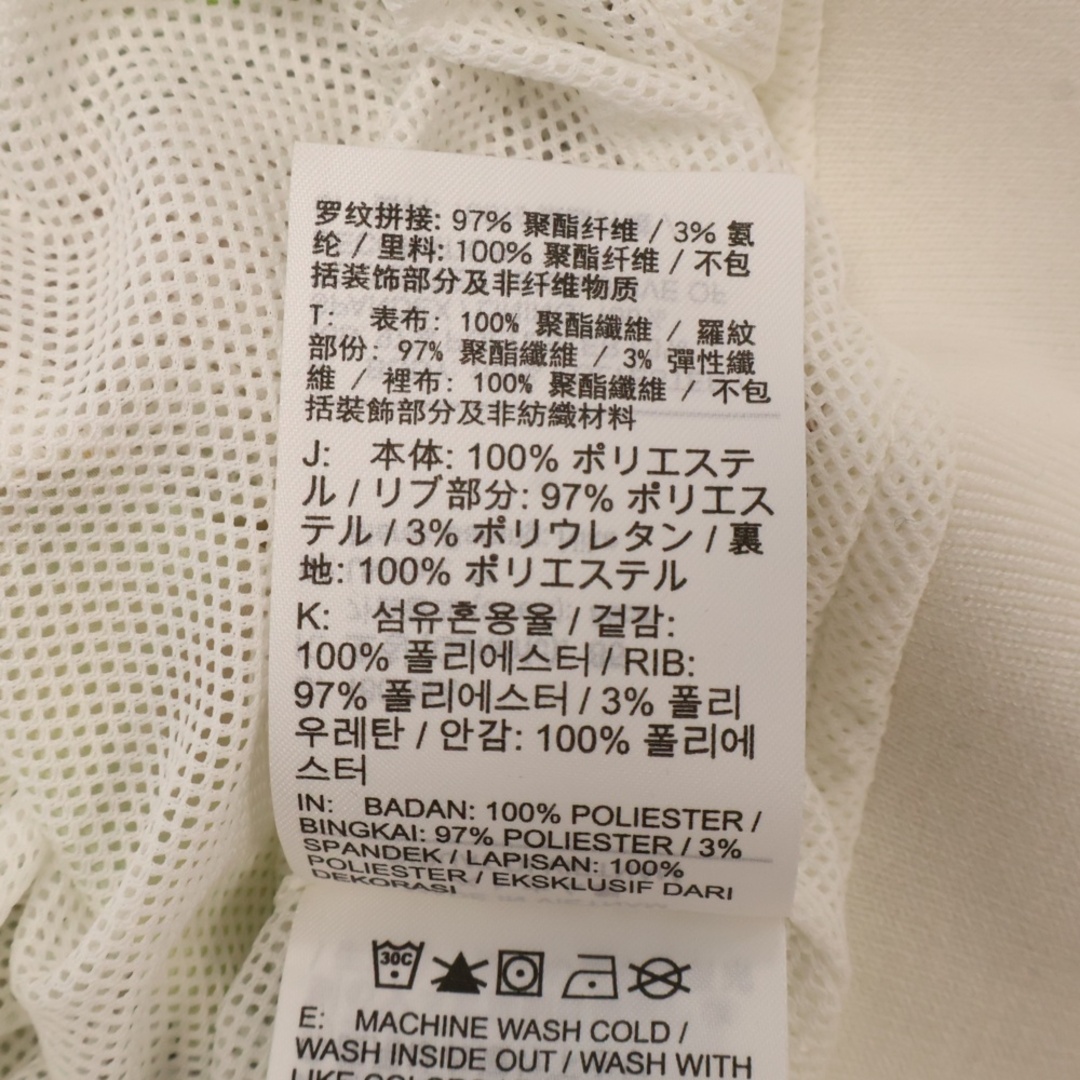 罗纹拼接: 97% 聚酯纤维 / 3% 氨
纶 / 里料: 100% 聚酯纤维 / 不包
括装饰部分及非纤维物质
T: 表布: 100% 聚酯纖維 / 羅紋
部份: 97% 聚酯纖維 / 3% 彈性纖
維 / 裡布: 100% 聚酯纖維 / 不包
括裝飾部分及非紡織材料
J: 本体: 100% ポリエステ
ル / リブ部分: 97% ポリエス
テル / 3% ポリウレタン / 裏
地: 100% ポリエステル
K: 섬유혼용율 / 겉감:
100% 폴리에스터 / RIB:
97% 폴리에스터 / 3% 폴리
우레탄 / 안감: 100% 폴리에
스터
IN: BADAN: 100% POLIESTER /
BINGKAI: 97% POLIESTER / 3%
SPANDEK / LAPISAN: 100%
POLIESTER / EKSKLUSIF DARI
DEKORASI
30C
E: MACHINE WASH COLD /
WASH INSIDE OUT / WASH WITH
LIKE COLORS